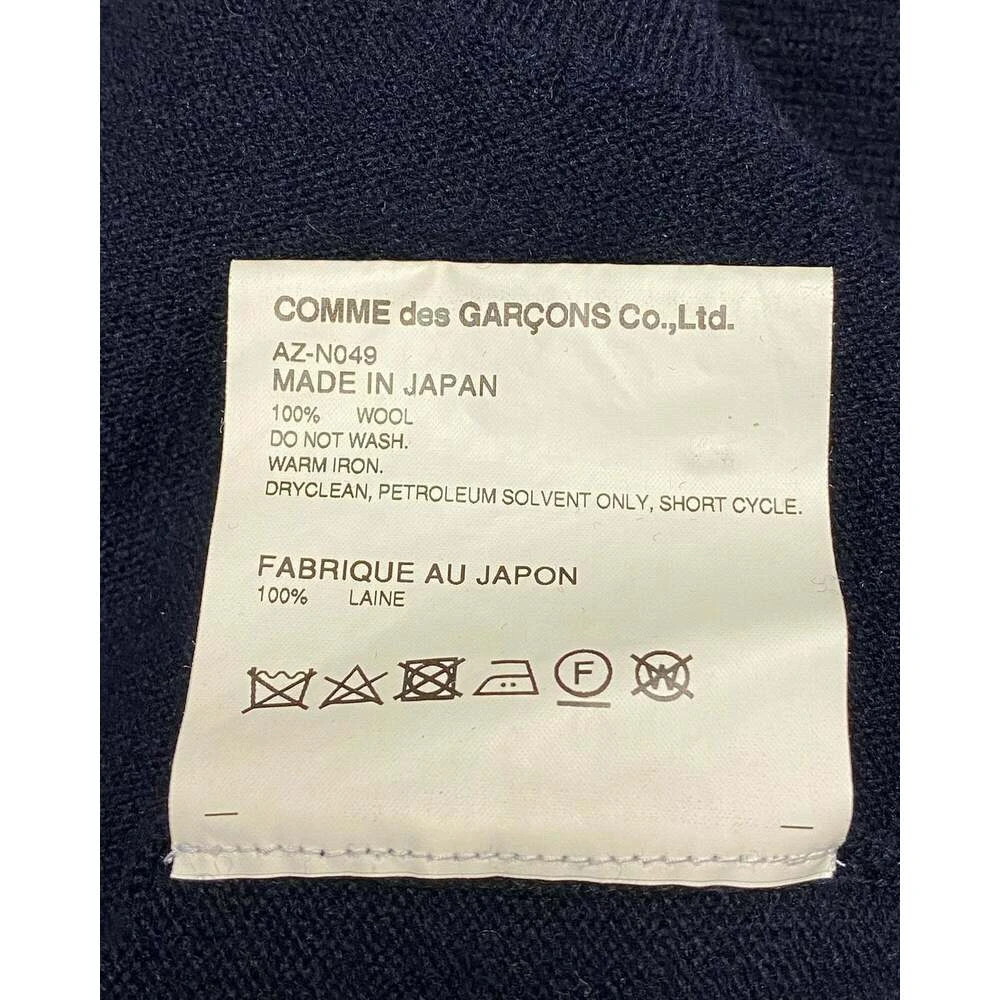 COMME des GARÇONS Co.,Ltd.
AZ-N049
MADE IN JAPAN
100% WOOL
DO NOT WASH.
WARM IRON.
DRYCLEAN, PETROLEUM SOLVENT ONLY, SHORT CYCLE.
FABRIQUE AU JAPON
100% LAINE
F W